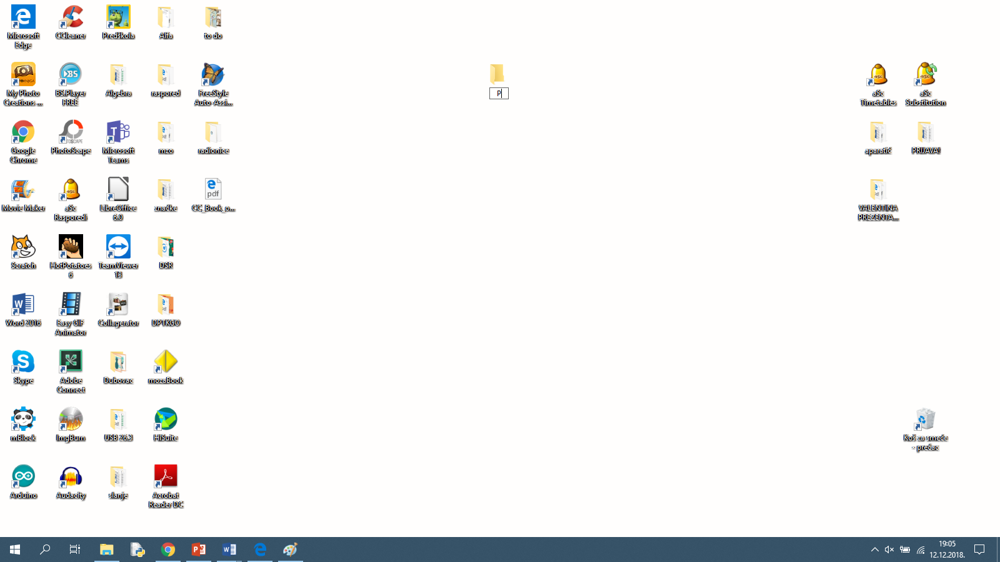 Microsoft
Edge
CCleaner
Predškola
Alfa
to do
My Photo
Creations ...
BS.Player
FREE
Algebra
raspored
FreeStyle
Auto-Assi...
Google
Chrome
PhotoScape
Microsoft
Teams
mzo
radionice
Movie Maker
aSc
Rasporedi
LibreOffice
6.0
značke
pdf
CC_Book_o...
Scratch
HotPotatoes
6
TeamViewer
13
DSR
Word 2016
Easy GIF
Animator
Collagerator
DPTKGO
Skype
Adobe
Connect
Dubovac
mozaBook
mBlock
ImgBurn
USB 26.3
HiSuite
Arduino
Audacity
slanje
Acrobat
Reader DC
P
aSc
Timetables
aSc
Substitution
aparatić
PRIJAVA!
VALENTINA
PREZENTA...
Koš za smeće
- prečac
19:05
12.12.2018.